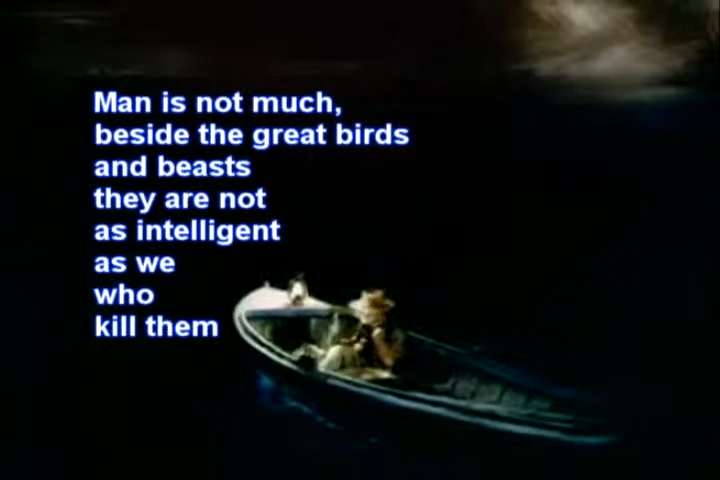 Man is not much,
beside the great birds
and beasts
they are not
as intelligent
as we
who
kill them